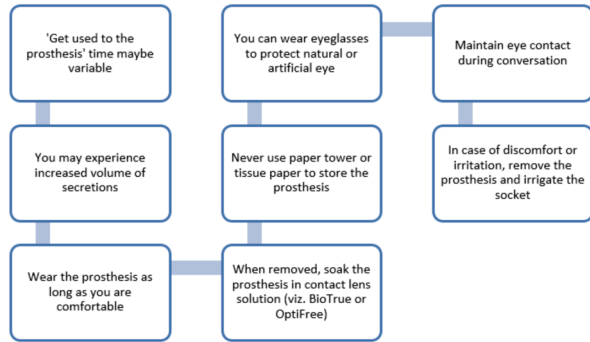 'Get used to the
prosthesis' time maybe
variable
You may experience
increased volume of
secretions
Wear the prosthesis as
long as you are
comfortable
When removed, soak the
prosthesis in contact lens
solution (viz. BioTrue or
OptiFree)
Never use paper tower or
tissue paper to store the
prosthesis
You can wear eyeglasses
to protect natural or
artificial eye
Maintain eye contact
during conversation
In case of discomfort or
irritation, remove the
prosthesis and irrigate the
socket